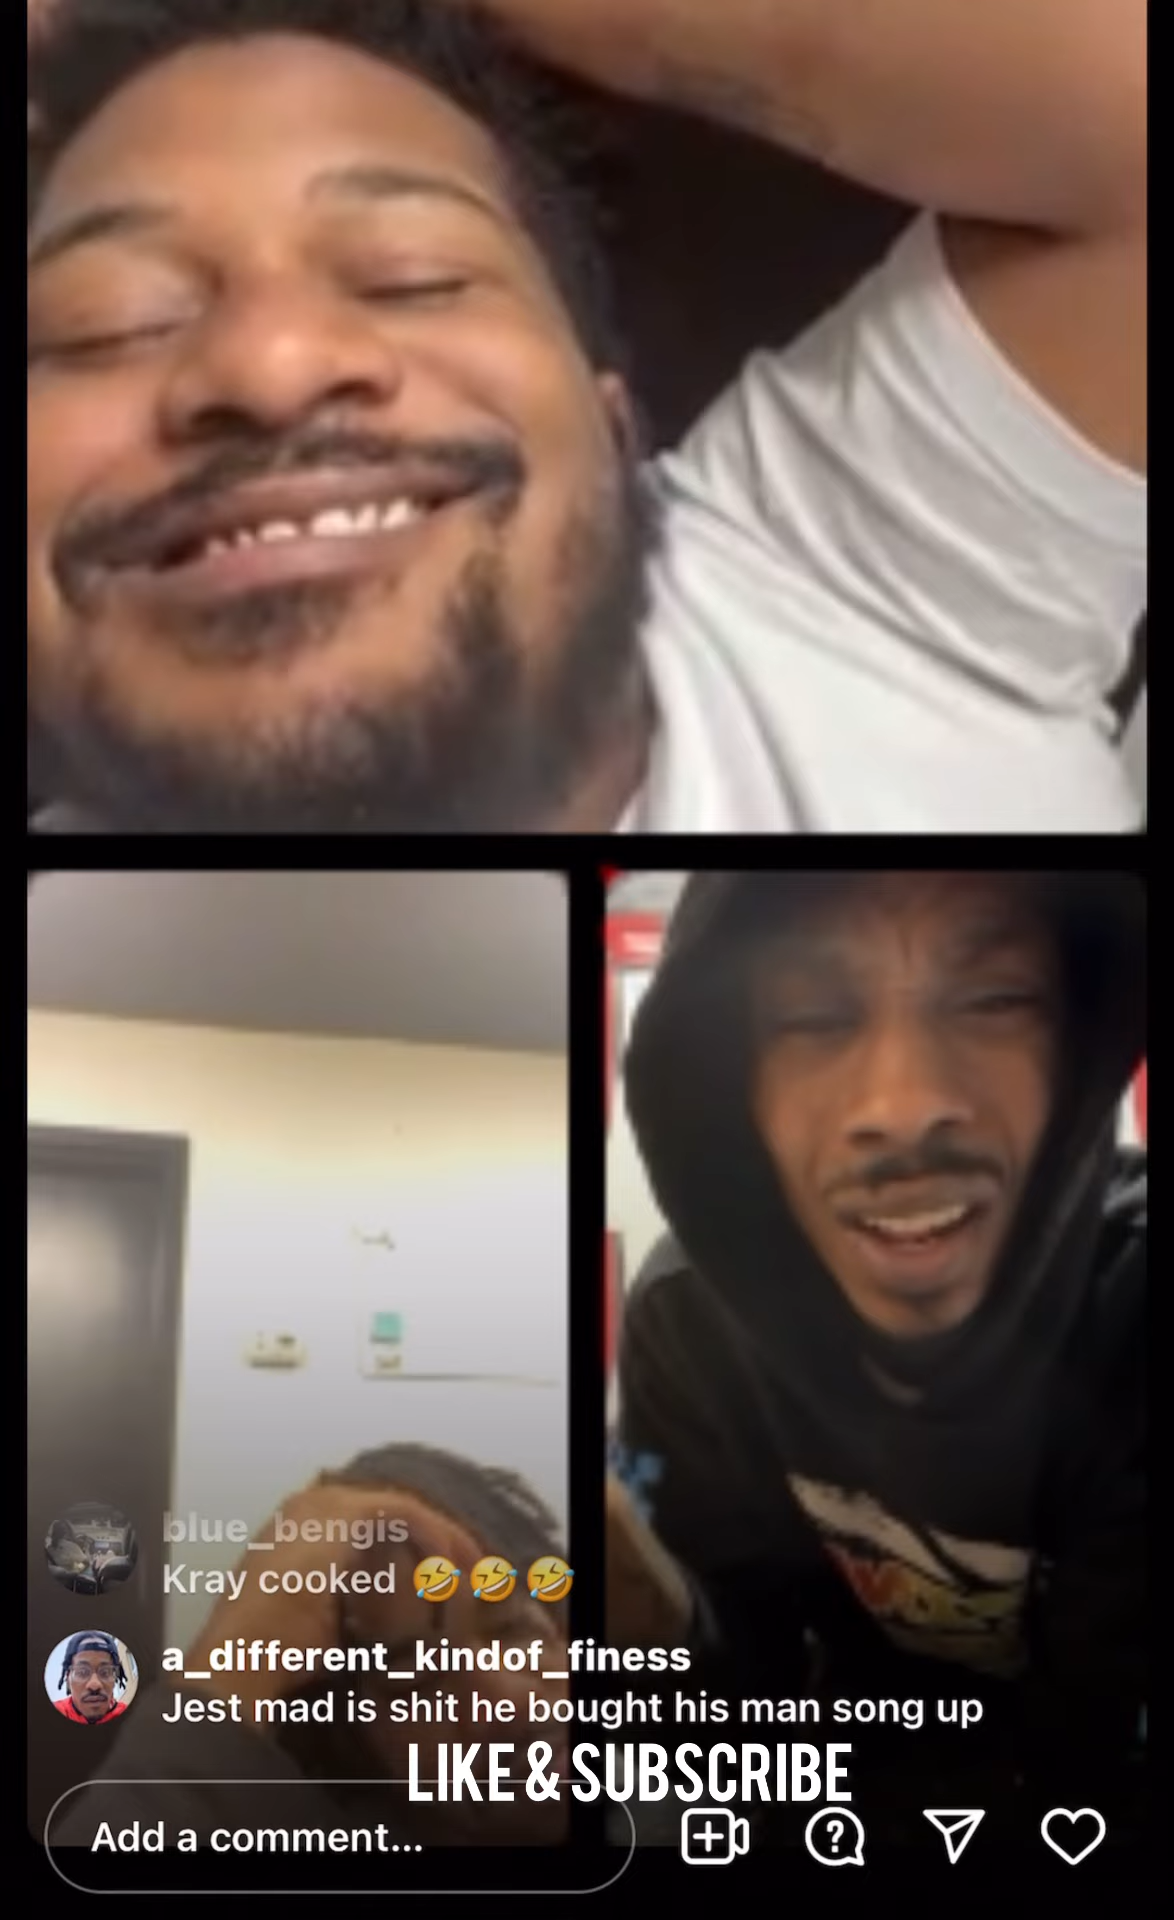 blue_bengis
Kray cooked 🤣🤣🤣
a_different_kindof_finess
Jest mad is shit he bought his man song up
LIKE & SUBSCRIBE
Add a comment...